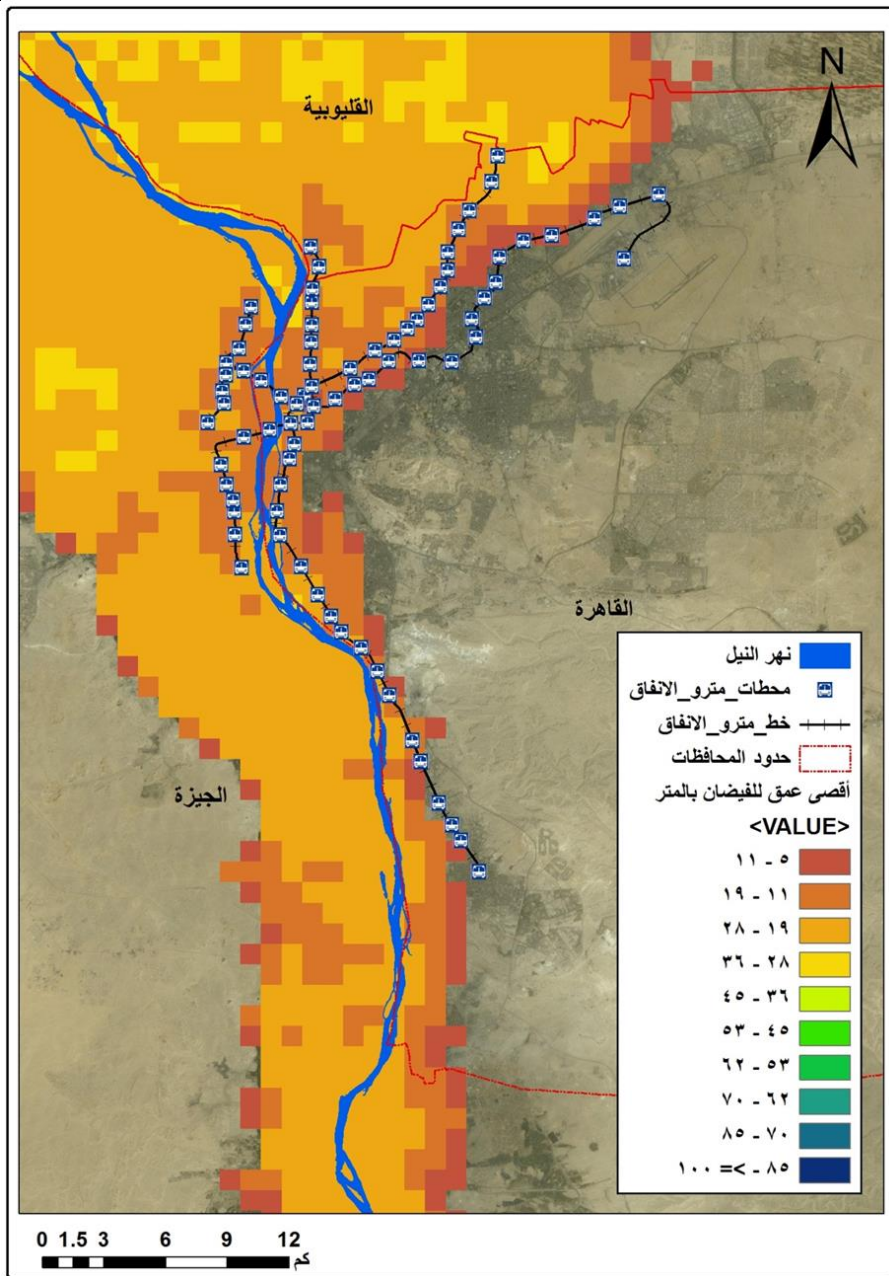 N
القليوبية
القاهرة
الجيزة
نهر النيل
محطات_مترو_الانفاق
خط_مترو_الانفاق
حدود المحافظات
أقصى عمق للفيضان بالمتر
<VALUE>
٥ - ١١
١١ - ١٩
١٩ - ٢٨
٢٨ - ٣٦
٣٦ - ٤٥
٤٥ - ٥٣
٥٣ - ٦٢
٦٢ - ٧٠
٧٠ - ٨٥
٨٥ - >= ١٠٠
0 1.5 3 6 9 12
كم